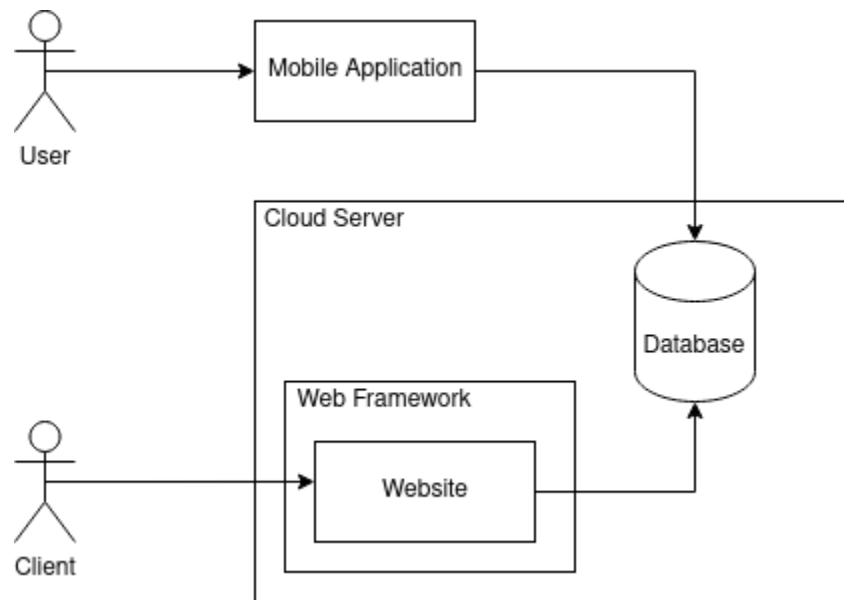 Mobile Application
User
Cloud Server
Database
Web Framework
Website
Client